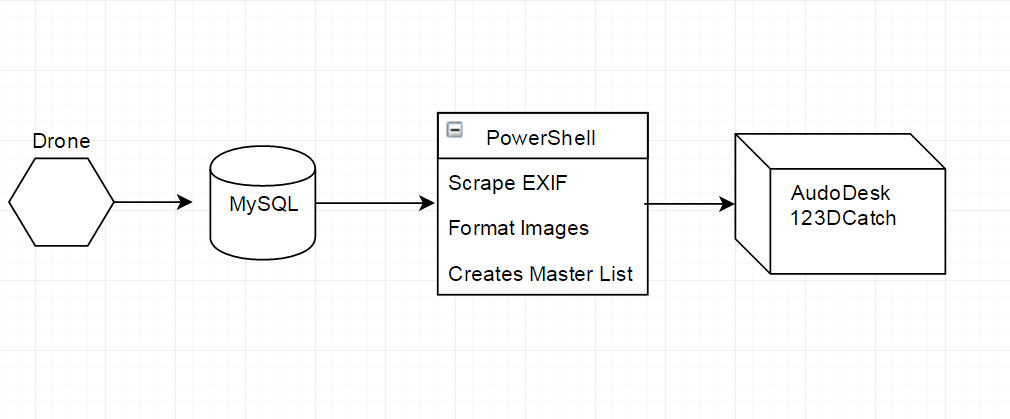 Drone
MySQL
PowerShell
Scrape EXIF
Format Images
Creates Master List
AudoDesk
123DCatch